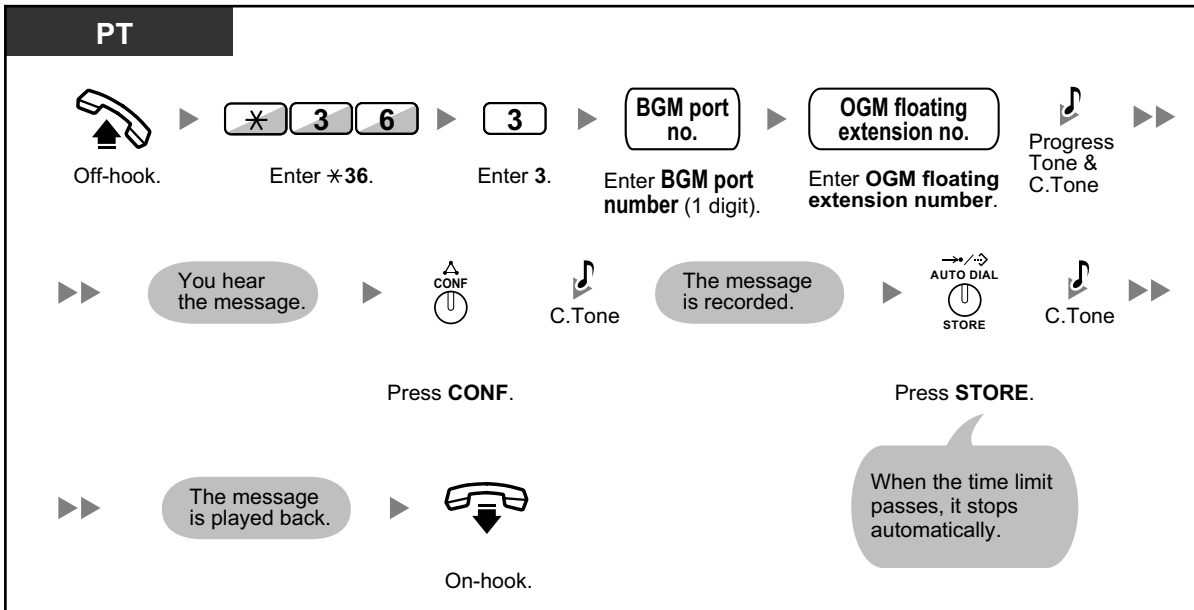 PT
✳ 3 6
3
BGM port
no.
OGM floating
extension no.
Off-hook.
Enter ✳36.
Enter 3.
Enter BGM port
number (1 digit).
Enter OGM floating
extension number.
Progress
Tone &
C.Tone
You hear
the message.
CONF
C.Tone
The message
is recorded.
AUTO DIAL
STORE
C.Tone
Press CONF.
Press STORE.
When the time limit
passes, it stops
automatically.
The message
is played back.
On-hook.